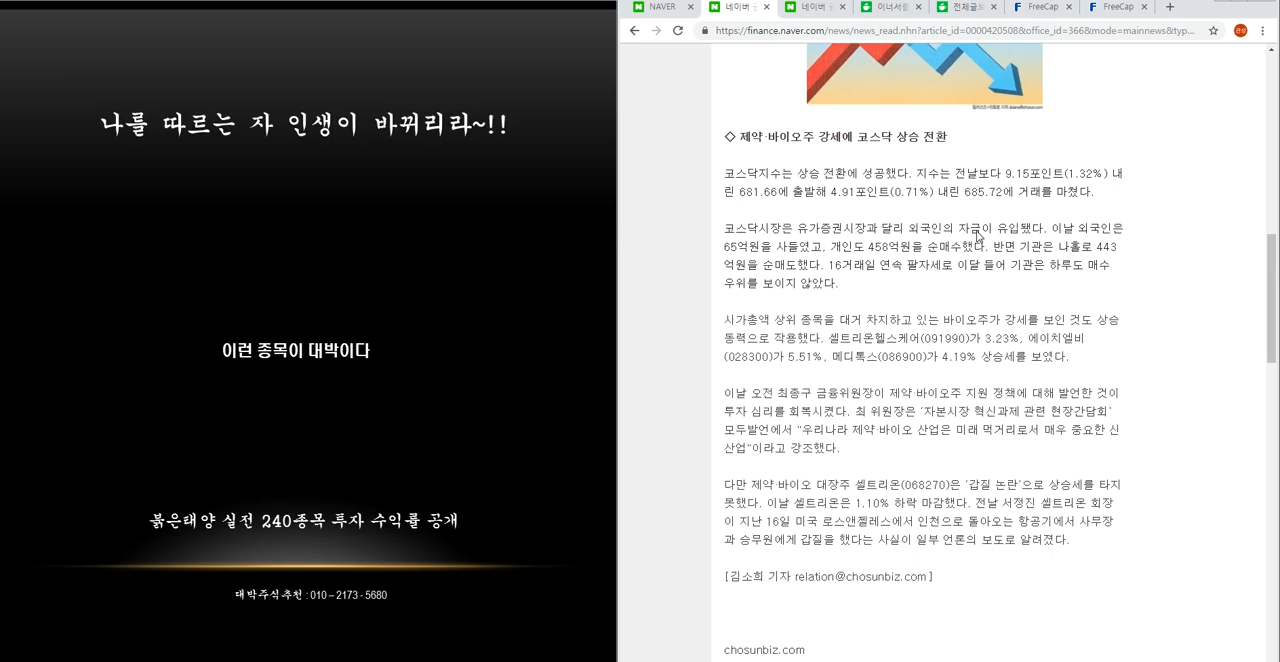 나를 따르는 자 인생이 바뀌리라~!!
이런 종목이 대박이다
붉은태양 실전 240종목 투자 수익률 공개
대박주식추천 : 010 – 2173 - 5680
NAVER
네이버 금
네이버 금
이너서클
전체글보
FreeCap
FreeCap
https://finance.naver.com/news/news_read.nhn?article_id=0000420508&office_id=366&mode=mainnews&typ...
◇ 제약·바이오주 강세에 코스닥 상승 전환
코스닥지수는 상승 전환에 성공했다. 지수는 전날보다 9.15포인트(1.32%) 내
린 681.66에 출발해 4.91포인트(0.71%) 내린 685.72에 거래를 마쳤다.
코스닥시장은 유가증권시장과 달리 외국인의 자금이 유입됐다. 이날 외국인은
65억원을 사들였고, 개인도 458억원을 순매수했다. 반면 기관은 나홀로 443
억원을 순매도했다. 16거래일 연속 팔자세로 이달 들어 기관은 하루도 매수
우위를 보이지 않았다.
시가총액 상위 종목을 대거 차지하고 있는 바이오주가 강세를 보인 것도 상승
동력으로 작용했다. 셀트리온헬스케어(091990)가 3.23%, 에이치엘비
(028300)가 5.51%, 메디톡스(086900)가 4.19% 상승세를 보였다.
이날 오전 최종구 금융위원장이 제약·바이오주 지원 정책에 대해 발언한 것이
투자 심리를 회복시켰다. 최 위원장은 '자본시장 혁신과제 관련 현장간담회'
모두발언에서 "우리나라 제약·바이오 산업은 미래 먹거리로서 매우 중요한 신
산업"이라고 강조했다.
다만 제약·바이오 대장주 셀트리온(068270)은 '갑질 논란'으로 상승세를 타지
못했다. 이날 셀트리온은 1.10% 하락 마감했다. 전날 서정진 셀트리온 회장
이 지난 16일 미국 로스앤젤레스에서 인천으로 돌아오는 항공기에서 사무장
과 승무원에게 갑질을 했다는 사실이 일부 언론의 보도로 알려졌다.
[김소희 기자 relation@chosunbiz.com]
chosunbiz.com